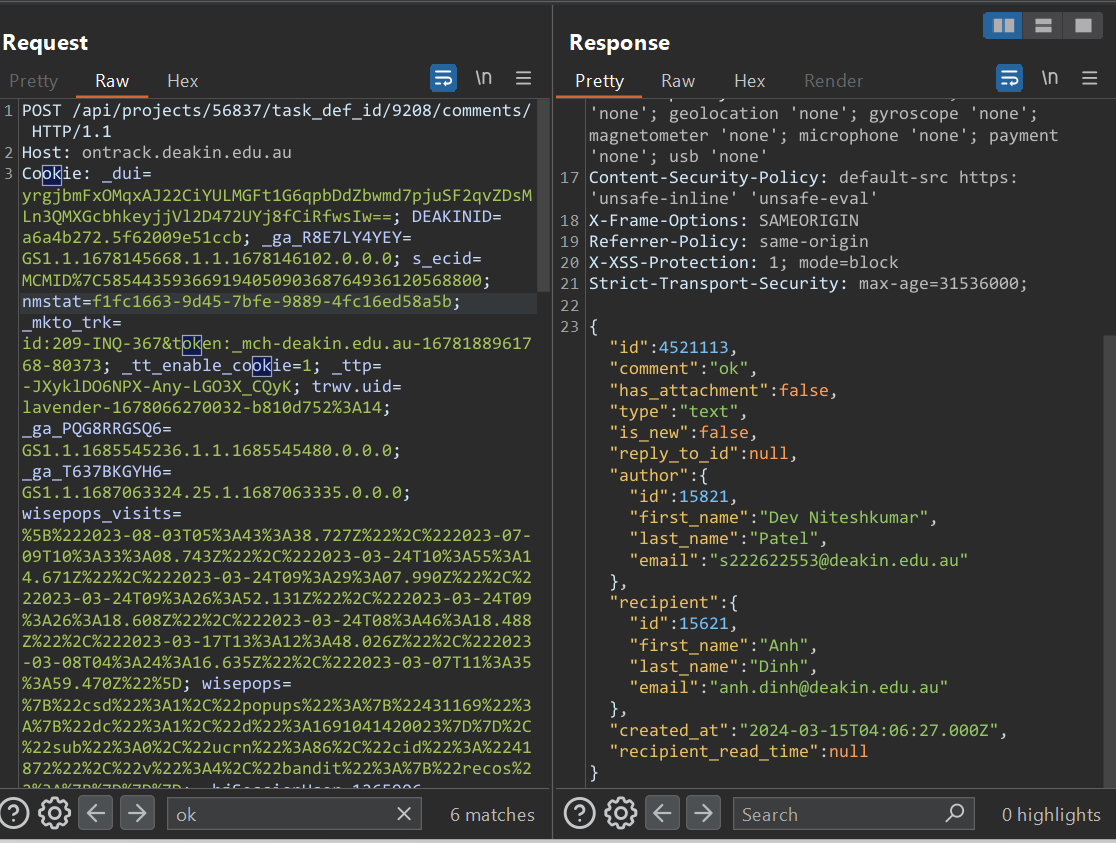 Request
Pretty Raw Hex \n
1 POST /api/projects/56837/task_def_id/9208/comments/
HTTP/1.1
2 Host: ontrack.deakin.edu.au
3 Cookie: _dui=
yrgjbmFxOMqxAJ22CiYULMGFt1G6qpbDdZbwmd7pjuSF2qvZDsM
Ln3QMXGcbhkeyjjVl2D472UYj8fCiRfwsIw==; DEAKINID=
a6a4b272.5f62009e51ccb; _ga_R8E7LY4YEY=
GS1.1.1678145668.1.1.1678146102.0.0.0; s_ecid=
MCMID%7C58544359366919405090368764936120568800;
nmstat=f1fc1663-9d45-7bfe-9889-4fc16ed58a5b;
_mkto_trk=
id:209-INQ-367&token:_mch-deakin.edu.au-16781889617
68-80373; _tt_enable_cookie=1; _ttp=
-JXyklDO6NPX-Any-LGO3X_CQyK; trwv.uid=
lavender-1678066270032-b810d752%3A14;
_ga_PQG8RRGSQ6=
GS1.1.1685545236.1.1.1685545480.0.0.0;
_ga_T637BKGYH6=
GS1.1.1687063324.25.1.1687063335.0.0.0;
wisepops_visits=
%5B%222023-08-03T05%3A43%3A38.727Z%22%2C%222023-07-
09T10%3A33%3A08.743Z%22%2C%222023-03-24T10%3A55%3A1
4.671Z%22%2C%222023-03-24T09%3A29%3A07.990Z%22%2C%2
22023-03-24T09%3A26%3A52.131Z%22%2C%222023-03-24T09
%3A26%3A18.608Z%22%2C%222023-03-24T08%3A46%3A18.488
Z%22%2C%222023-03-17T13%3A12%3A48.026Z%22%2C%222023
-03-08T04%3A24%3A16.635Z%22%2C%222023-03-07T11%3A35
%3A59.470Z%22%5D; wisepops=
%7B%22csd%22%3A1%2C%22popups%22%3A%7B%22431169%22%3
A%7B%22dc%22%3A1%2C%22d%22%3A1691041420023%7D%7D%2C
%22sub%22%3A0%2C%22ucrn%22%3A86%2C%22cid%22%3A%2241
872%22%2C%22v%22%3A4%2C%22bandit%22%3A%7B%22recos%2
ok 6 matches
Response
Pretty Raw Hex Render \n
'none'; geolocation 'none'; gyroscope 'none';
magnetometer 'none'; microphone 'none'; payment
'none'; usb 'none'
17 Content-Security-Policy: default-src https:
'unsafe-inline' 'unsafe-eval'
18 X-Frame-Options: SAMEORIGIN
19 Referrer-Policy: same-origin
20 X-XSS-Protection: 1; mode=block
21 Strict-Transport-Security: max-age=31536000;
22
23 {
"id":4521113,
"comment":"ok",
"has_attachment":false,
"type":"text",
"is_new":false,
"reply_to_id":null,
"author":{
"id":15821,
"first_name":"Dev Niteshkumar",
"last_name":"Patel",
"email":"s222622553@deakin.edu.au"
},
"recipient":{
"id":15621,
"first_name":"Anh",
"last_name":"Dinh",
"email":"anh.dinh@deakin.edu.au"
},
"created_at":"2024-03-15T04:06:27.000Z",
"recipient_read_time":null
}
Search 0 highlights